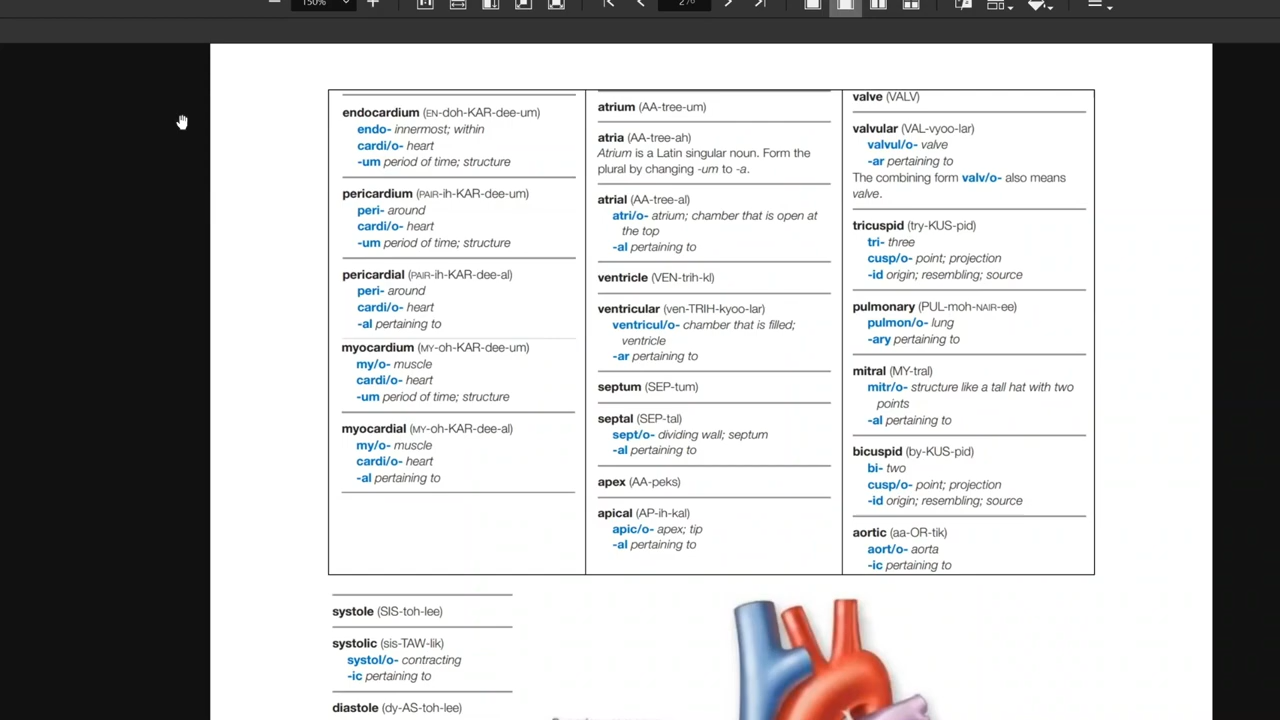 150%
276
endocardium (EN-doh-KAR-dee-um)
endo- innermost; within
cardi/o- heart
-um period of time; structure
pericardium (PAIR-ih-KAR-dee-um)
peri- around
cardi/o- heart
-um period of time; structure
pericardial (PAIR-ih-KAR-dee-al)
peri- around
cardi/o- heart
-al pertaining to
myocardium (MY-oh-KAR-dee-um)
my/o- muscle
cardi/o- heart
-um period of time; structure
myocardial (MY-oh-KAR-dee-al)
my/o- muscle
cardi/o- heart
-al pertaining to
atrium (AA-tree-um)
atria (AA-tree-ah)
Atrium is a Latin singular noun. Form the
plural by changing -um to -a.
atrial (AA-tree-al)
atri/o- atrium; chamber that is open at
the top
-al pertaining to
ventricle (VEN-trih-kl)
ventricular (ven-TRIH-kyoo-lar)
ventricul/o- chamber that is filled;
ventricle
-ar pertaining to
septum (SEP-tum)
septal (SEP-tal)
sept/o- dividing wall; septum
-al pertaining to
apex (AA-peks)
apical (AP-ih-kal)
apic/o- apex; tip
-al pertaining to
valve (VALV)
valvular (VAL-vyoo-lar)
valvul/o- valve
-ar pertaining to
The combining form valv/o- also means
valve.
tricuspid (try-KUS-pid)
tri- three
cusp/o- point; projection
-id origin; resembling; source
pulmonary (PUL-moh-NAIR-ee)
pulmon/o- lung
-ary pertaining to
mitral (MY-tral)
mitr/o- structure like a tall hat with two
points
-al pertaining to
bicuspid (by-KUS-pid)
bi- two
cusp/o- point; projection
-id origin; resembling; source
aortic (aa-OR-tik)
aort/o- aorta
-ic pertaining to
systole (SIS-toh-lee)
systolic (sis-TAW-lik)
systol/o- contracting
-ic pertaining to
diastole (dy-AS-toh-lee)